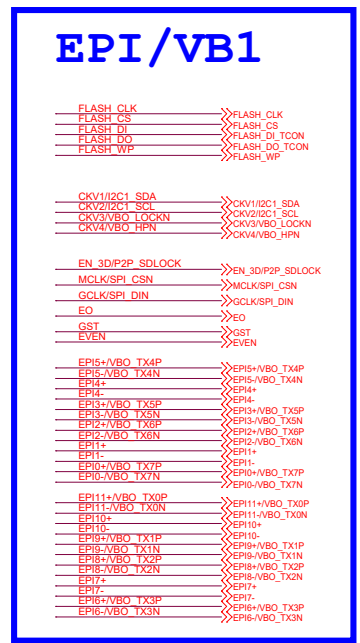 EPI/VB1
FLASH_CLK FLASH_CLK
FLASH_CS FLASH_CS
FLASH_DI FLASH_DI_TCON
FLASH_DO FLASH_DO_TCON
FLASH_WP FLASH_WP
CKV1/I2C1_SDA CKV1/I2C1_SDA
CKV2/I2C1_SCL CKV2/I2C1_SCL
CKV3/VBO_LOCKN CKV3/VBO_LOCKN
CKV4/VBO_HPN CKV4/VBO_HPN
EN_3D/P2P_SDLOCK EN_3D/P2P_SDLOCK
MCLK/SPI_CSN MCLK/SPI_CSN
GCLK/SPI_DIN GCLK/SPI_DIN
EO EO
GST GST
EVEN EVEN
EPI5+/VBO_TX4P EPI5+/VBO_TX4P
EPI5-/VBO_TX4N EPI5-/VBO_TX4N
EPI4+ EPI4+
EPI4- EPI4-
EPI3+/VBO_TX5P EPI3+/VBO_TX5P
EPI3-/VBO_TX5N EPI3-/VBO_TX5N
EPI2+/VBO_TX6P EPI2+/VBO_TX6P
EPI2-/VBO_TX6N EPI2-/VBO_TX6N
EPI1+ EPI1+
EPI1- EPI1-
EPI0+/VBO_TX7P EPI0+/VBO_TX7P
EPI0-/VBO_TX7N EPI0-/VBO_TX7N
EPI11+/VBO_TX0P EPI11+/VBO_TX0P
EPI11-/VBO_TX0N EPI11-/VBO_TX0N
EPI10+ EPI10+
EPI10- EPI10-
EPI9+/VBO_TX1P EPI9+/VBO_TX1P
EPI9-/VBO_TX1N EPI9-/VBO_TX1N
EPI8+/VBO_TX2P EPI8+/VBO_TX2P
EPI8-/VBO_TX2N EPI8-/VBO_TX2N
EPI7+ EPI7+
EPI7- EPI7-
EPI6+/VBO_TX3P EPI6+/VBO_TX3P
EPI6-/VBO_TX3N EPI6-/VBO_TX3N